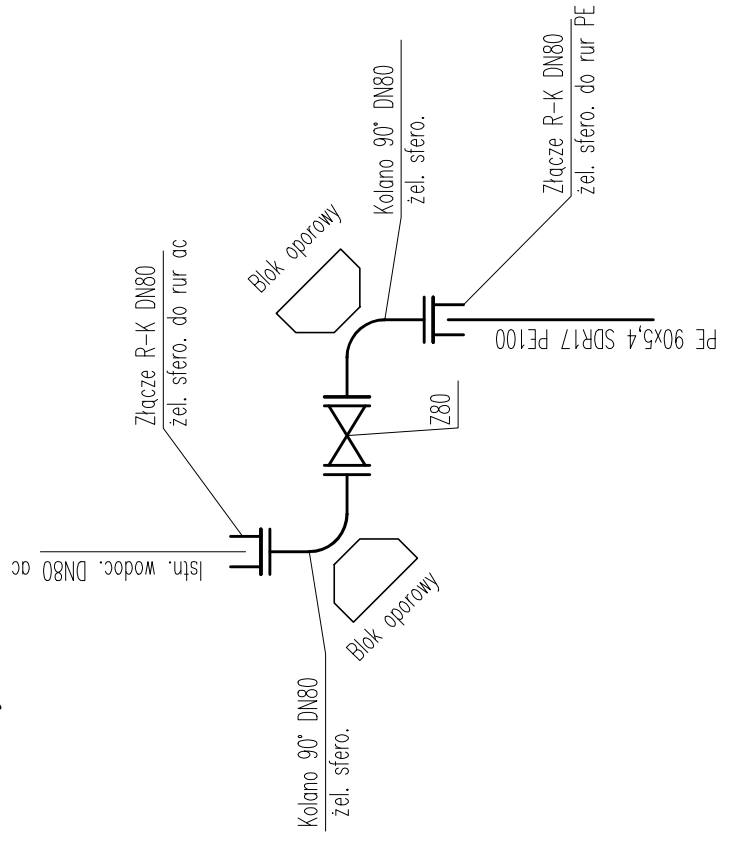 Złącze R-K DN80
żel. sfero. do rur ac
Istn. wodoc. DN80 ac
Kolano 90° DN80
żel. sfero.
Blok oporowy
Z80
Blok oporowy
Kolano 90° DN80
żel. sfero.
Złącze R-K DN80
żel. sfero. do rur PE
PE 90x5,4 SDR17 PE100